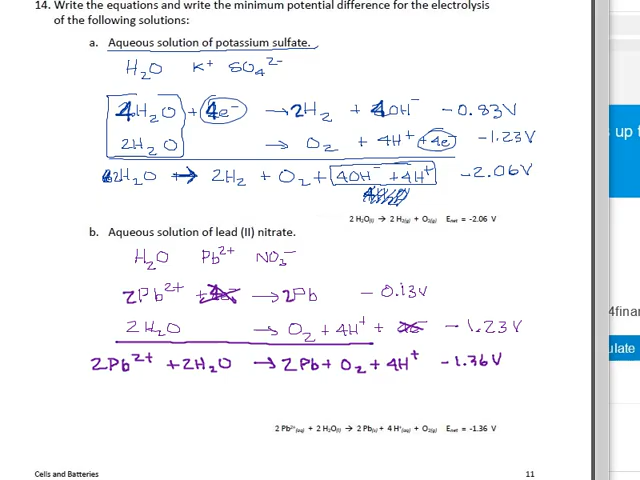 14. Write the equations and write the minimum potential difference for the electrolysis
of the following solutions:
a. Aqueous solution of potassium sulfate.
H₂O K⁺ SO₄²⁻
4H₂O + 4e⁻ → 2H₂ + 4OH⁻ - 0.83V
2H₂O → O₂ + 4H⁺ + 4e⁻ - 1.23V
2H₂O → 2H₂ + O₂ + 4OH⁻ + 4H⁺ - 2.06V
2 H₂O₍ₗ₎ → 2 H₂₍g₎ + O₂₍g₎ Eₙₑₜ = -2.06 V
b. Aqueous solution of lead (II) nitrate.
H₂O Pb²⁺ NO₃⁻
2Pb²⁺ + → 2Pb - 0.13V
2H₂O → O₂ + 4H⁺ + - 1.23V
2Pb²⁺ + 2H₂O → 2Pb + O₂ + 4H⁺ - 1.36V
2 Pb²⁺₍aq₎ + 2 H₂O₍ₗ₎ → 2 Pb₍s₎ + 4 H⁺₍aq₎ + O₂₍g₎ Eₙₑₜ = -1.36 V
Cells and Batteries 11
up f
4finar
ulate